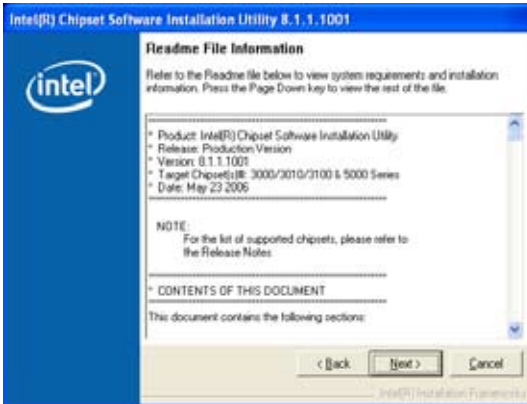 Intel(R) Chipset Software Installation Utility 8.1.1.1001
intel
Readme File Information
Refer to the Readme file below to view system requirements and installation
information. Press the Page Down key to view the rest of the file.
************************************************
* Product: Intel(R) Chipset Software Installation Utility
* Release: Production Version
* Version: 8.1.1.1001
* Target Chipset(s)#: 3000/3010/3100 & 5000 Series
* Date: May 23 2006
************************************************
NOTE:
For the list of supported chipsets, please refer to
the Release Notes
************************************************
* CONTENTS OF THIS DOCUMENT
************************************************
This document contains the following sections:
< Back
Next >
Cancel
Intel(R) Installation Framework